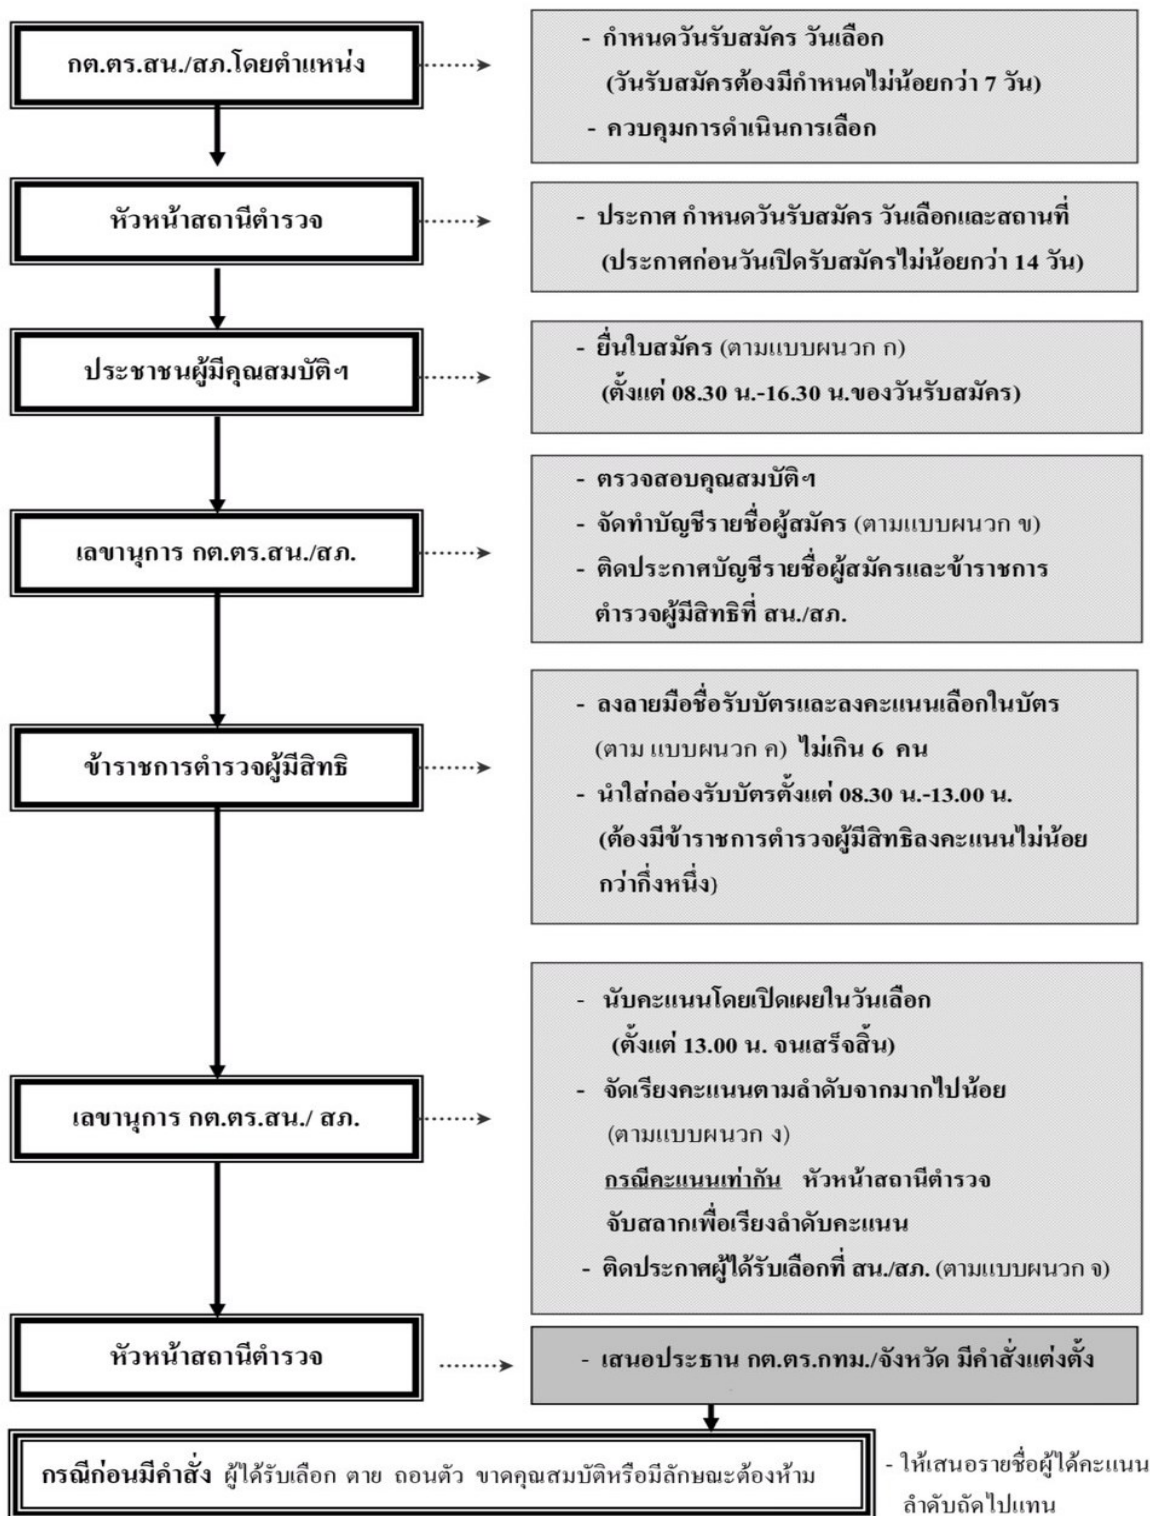 กต.ตร.สน./สภ.โดยตำแหน่ง
- กำหนดวันรับสมัคร วันเลือก
(วันรับสมัครต้องมีกำหนดไม่น้อยกว่า 7 วัน)
- ควบคุมการดำเนินการเลือก
หัวหน้าสถานีตำรวจ
- ประกาศ กำหนดวันรับสมัคร วันเลือกและสถานที่
(ประกาศก่อนวันเปิดรับสมัครไม่น้อยกว่า 14 วัน)
ประชาชนผู้มีคุณสมบัติฯ
- ยื่นใบสมัคร (ตามแบบผนวก ก)
(ตั้งแต่ 08.30 น.-16.30 น.ของวันรับสมัคร)
เลขานุการ กต.ตร.สน./สภ.
- ตรวจสอบคุณสมบัติฯ
- จัดทำบัญชีรายชื่อผู้สมัคร (ตามแบบผนวก ข)
- ติดประกาศบัญชีรายชื่อผู้สมัครและข้าราชการ
ตำรวจผู้มีสิทธิที่ สน./สภ.
ข้าราชการตำรวจผู้มีสิทธิ
- ลงลายมือชื่อรับบัตรและลงคะแนนเลือกในบัตร
(ตาม แบบผนวก ค) ไม่เกิน 6 คน
- นำใส่กล่องรับบัตรตั้งแต่ 08.30 น.-13.00 น.
(ต้องมีข้าราชการตำรวจผู้มีสิทธิลงคะแนนไม่น้อย
กว่ากึ่งหนึ่ง)
เลขานุการ กต.ตร.สน./ สภ.
- นับคะแนนโดยเปิดเผยในวันเลือก
(ตั้งแต่ 13.00 น. จนเสร็จสิ้น)
- จัดเรียงคะแนนตามลำดับจากมากไปน้อย
(ตามแบบผนวก ง)
กรณีคะแนนเท่ากัน หัวหน้าสถานีตำรวจ
จับสลากเพื่อเรียงลำดับคะแนน
- ติดประกาศผู้ได้รับเลือกที่ สน./สภ. (ตามแบบผนวก จ)
หัวหน้าสถานีตำรวจ
- เสนอประธาน กต.ตร.กทม./จังหวัด มีคำสั่งแต่งตั้ง
กรณีก่อนมีคำสั่ง ผู้ได้รับเลือก ตาย ถอนตัว ขาดคุณสมบัติหรือมีลักษณะต้องห้าม
- ให้เสนอรายชื่อผู้ได้คะแนน
ลำดับถัดไปแทน